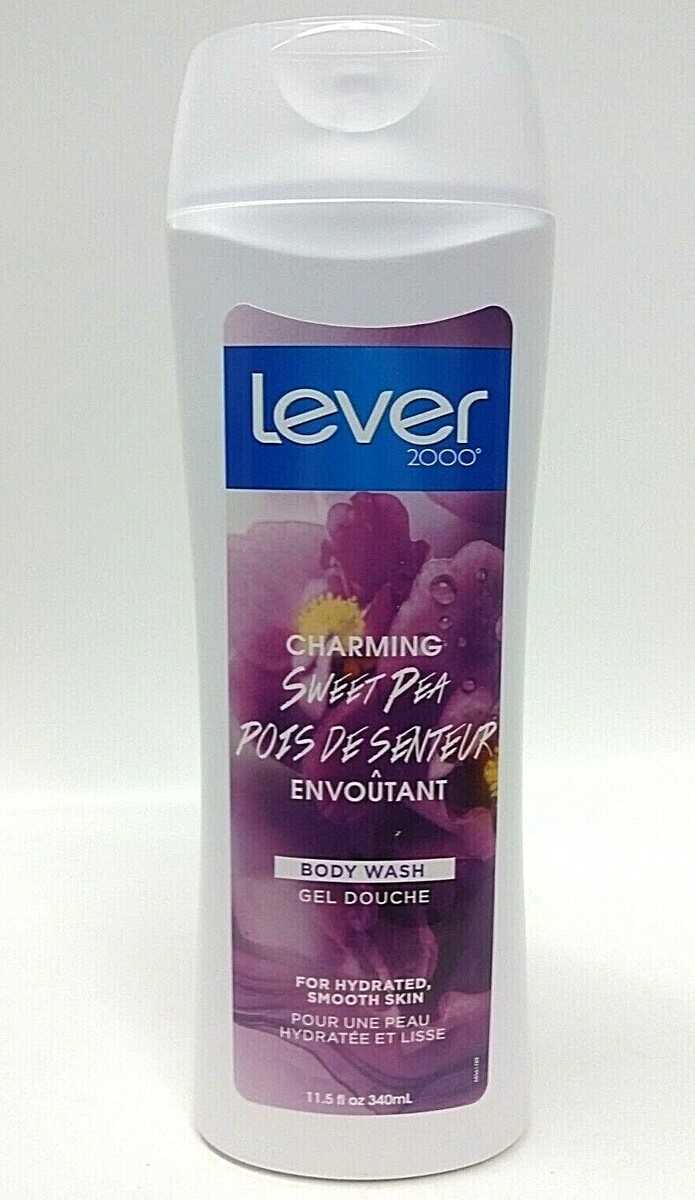 Lever
2000®
CHARMING
SWEET PEA
POIS DE SENTEUR
ENVOÛTANT
BODY WASH
GEL DOUCHE
FOR HYDRATED,
SMOOTH SKIN
POUR UNE PEAU
HYDRATÉE ET LISSE
11.5 fl oz 340mL